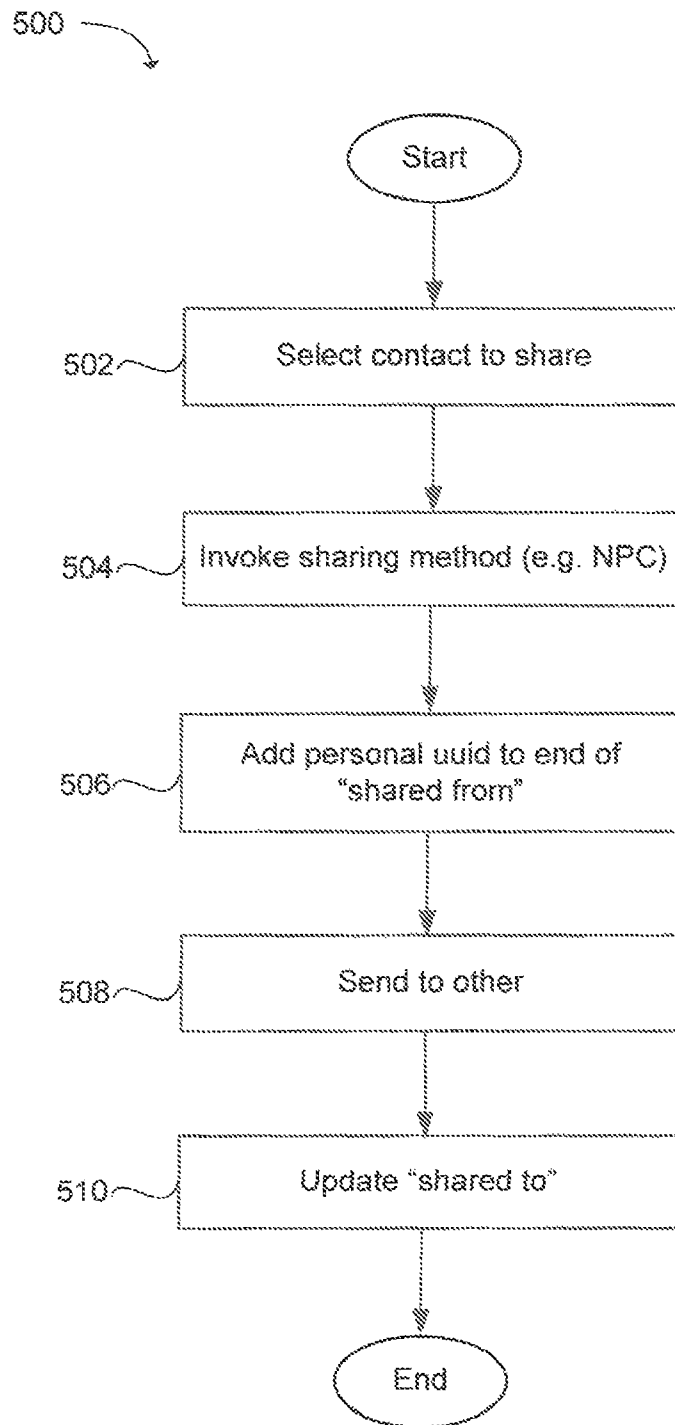 500
Start
502
Select contact to share
504
Invoke sharing method (e.g. NPC)
506
Add personal uuid to end of
“shared from”
508
Send to other
510
Update “shared to”
End